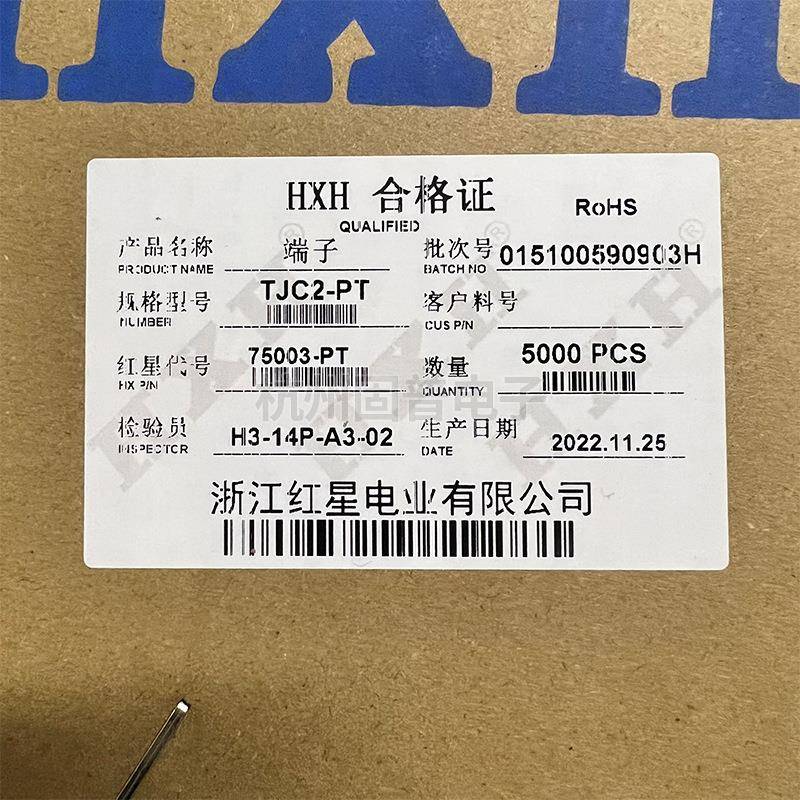 HXH
HXH 合格证 RoHS
QUALIFIED
产品名称 端子 批次号 015100590903H
PRODUCT NAME BATCH NO
规格型号 TJC2-PT 客户料号
NUMBER CUS P/N
红星代号 75003-PT 数量 5000 PCS
HX P/N QUANTITY
杭州固普电子
检验员 H3-14P-A3-02 生产日期 2022.11.25
INSPECTOR DATE
浙江红星电业有限公司